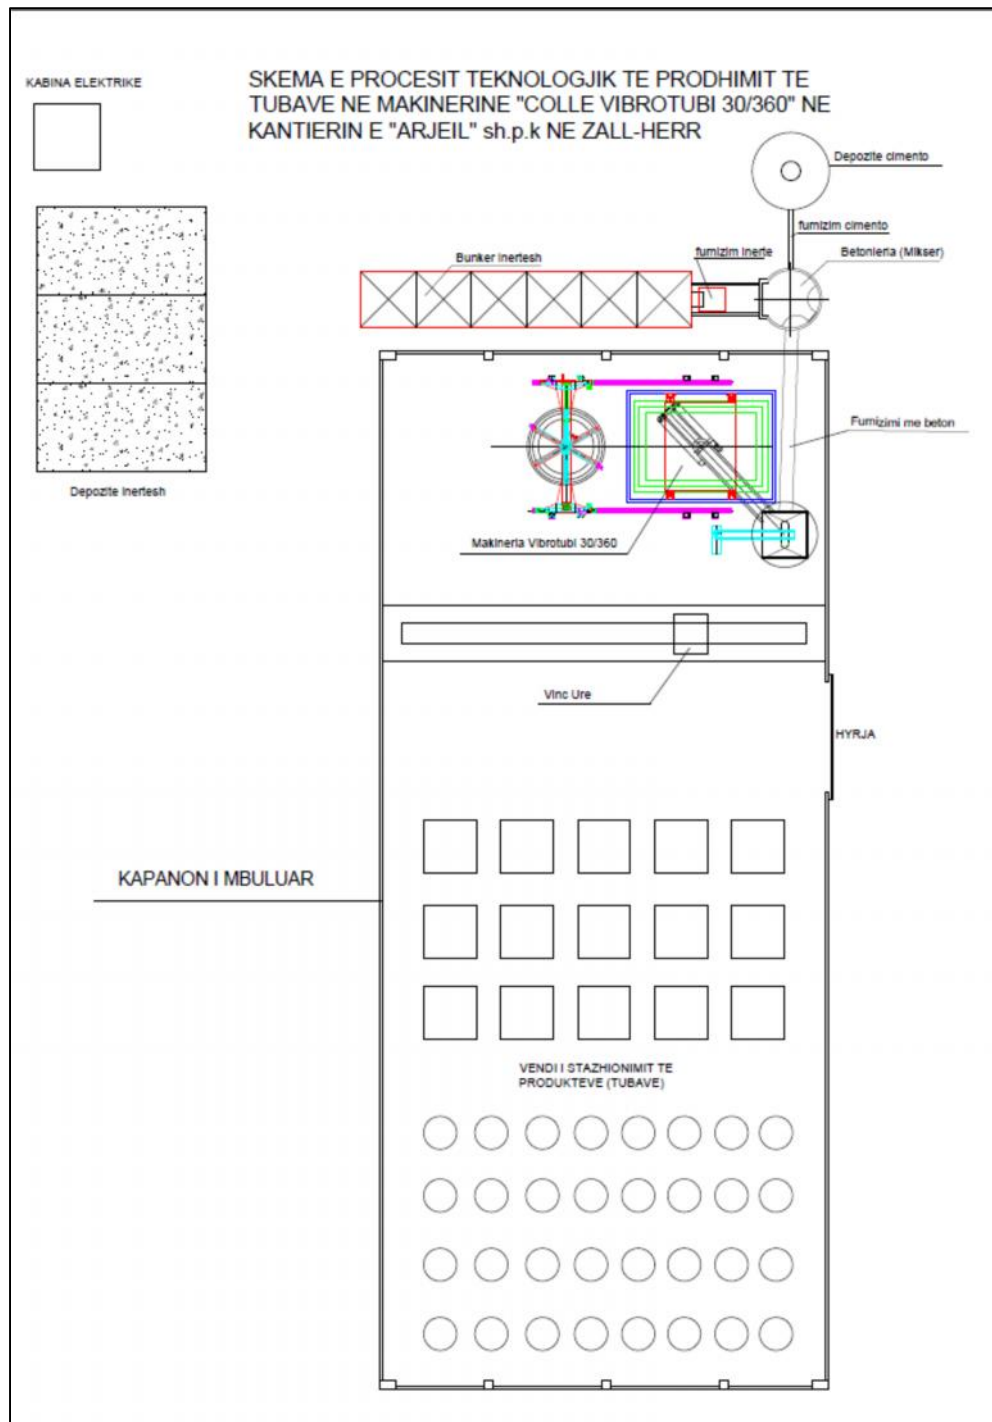 KABINA ELEKTRIKE
SKEMA E PROCESIT TEKNOLOGJIK TE PRODHIMIT TE
TUBAVE NE MAKINERINE "COLLE VIBROTUBI 30/360" NE
KANTIERIN E "ARJEIL" sh.p.k NE ZALL-HERR
Depozite cimento
furnizim cimento
Bunker inertesh
furnizim inerte
Betonieria (Mikser)
Furnizimi me beton
Depozite inertesh
Makineria Vibrotubi 30/360
Vinc Ure
HYRJA
KAPANON I MBULUAR
VENDI I STAZHIONIMIT TE
PRODUKTEVE (TUBAVE)